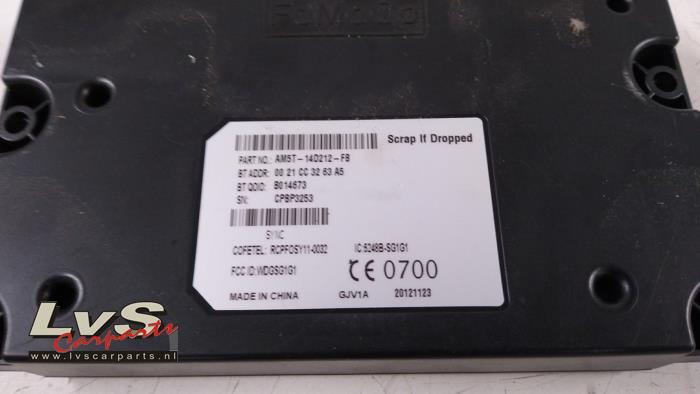 FoMoCo
Scrap If Dropped
PART NO.: AM5T-14D212-FB
BT ADDR: 00 21 CC 32 63 A5
BT QDID: B014673
SN: CPBP3253
SYNC
COFETEL: RCPFOSY11-0032 IC:5248B-SG1G1
FCC ID:WDGSG1G1
CE 0700
MADE IN CHINA GJV1A 20121123
LvS
Carparts
www.lvscarparts.nl